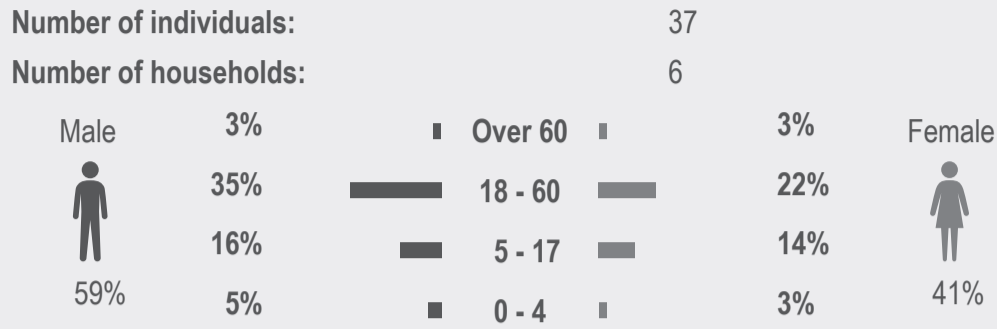 Number of individuals: 37
Number of households: 6
Male 3% Over 60 3% Female
35% 18 - 60 22%
16% 5 - 17 14%
59% 5% 0 - 4 3% 41%